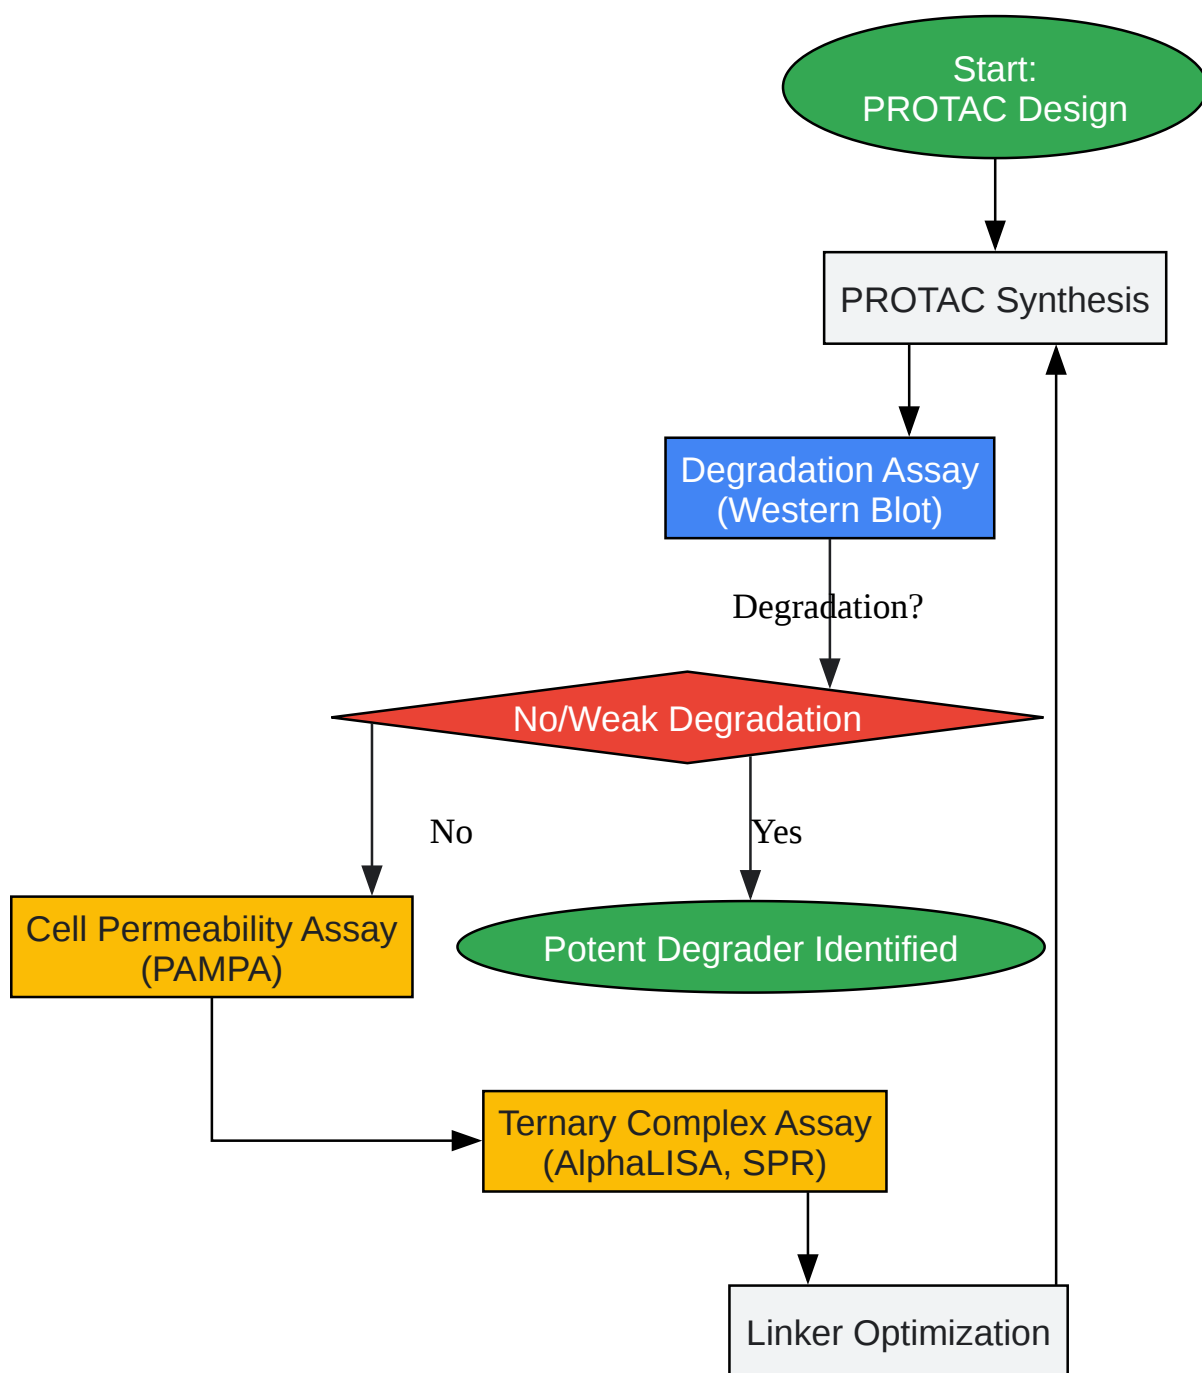 Start:
PROTAC Design
PROTAC Synthesis
Degradation Assay
(Western Blot)
Degradation?
No/Weak Degradation
No
Yes
Cell Permeability Assay
(PAMPA)
Potent Degrader Identified
Ternary Complex Assay
(AlphaLISA, SPR)
Linker Optimization